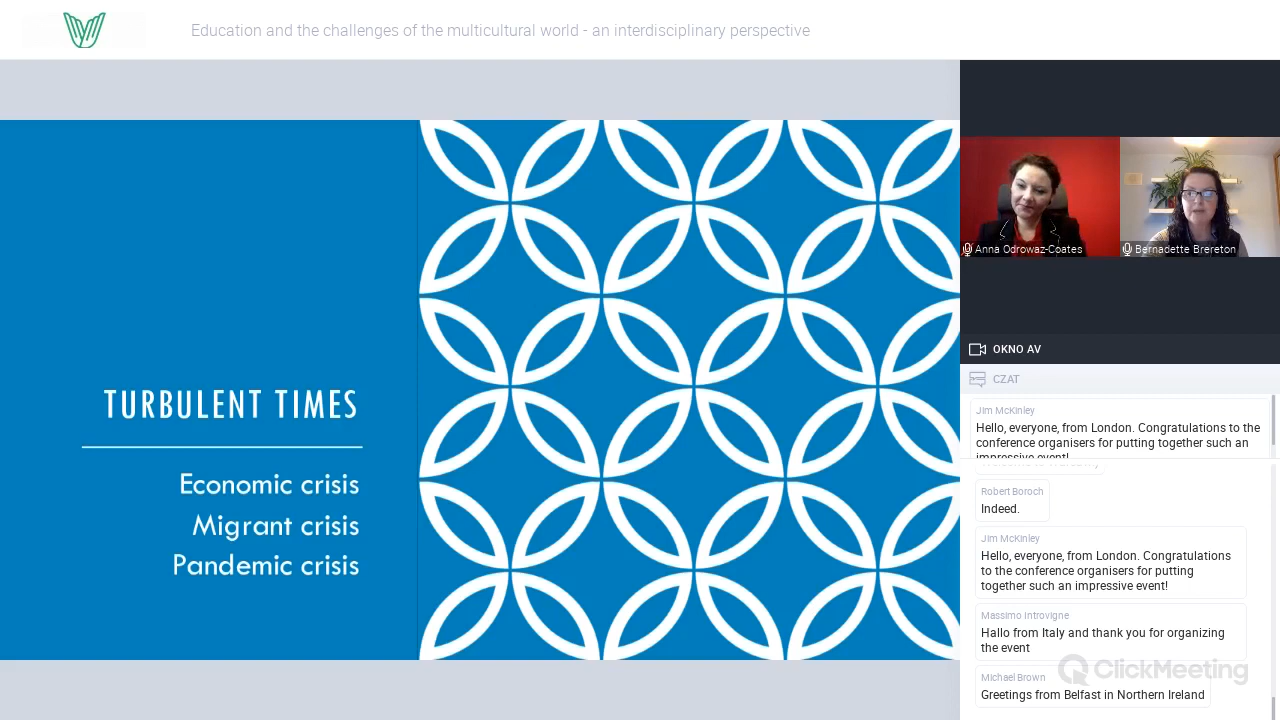 Education and the challenges of the multicultural world - an interdisciplinary perspective
TURBULENT TIMES
Economic crisis
Migrant crisis
Pandemic crisis
Anna Odrowaz-Coates
Bernadette Brereton
OKNO AV
CZAT
Jim McKinley
Hello, everyone, from London. Congratulations to the
conference organisers for putting together such an
impressive event!
Robert Boroch
Indeed.
Jim McKinley
Hello, everyone, from London. Congratulations
to the conference organisers for putting
together such an impressive event!
Massimo Introvigne
Hallo from Italy and thank you for organizing
the event
ClickMeeting
Michael Brown
Greetings from Belfast in Northern Ireland